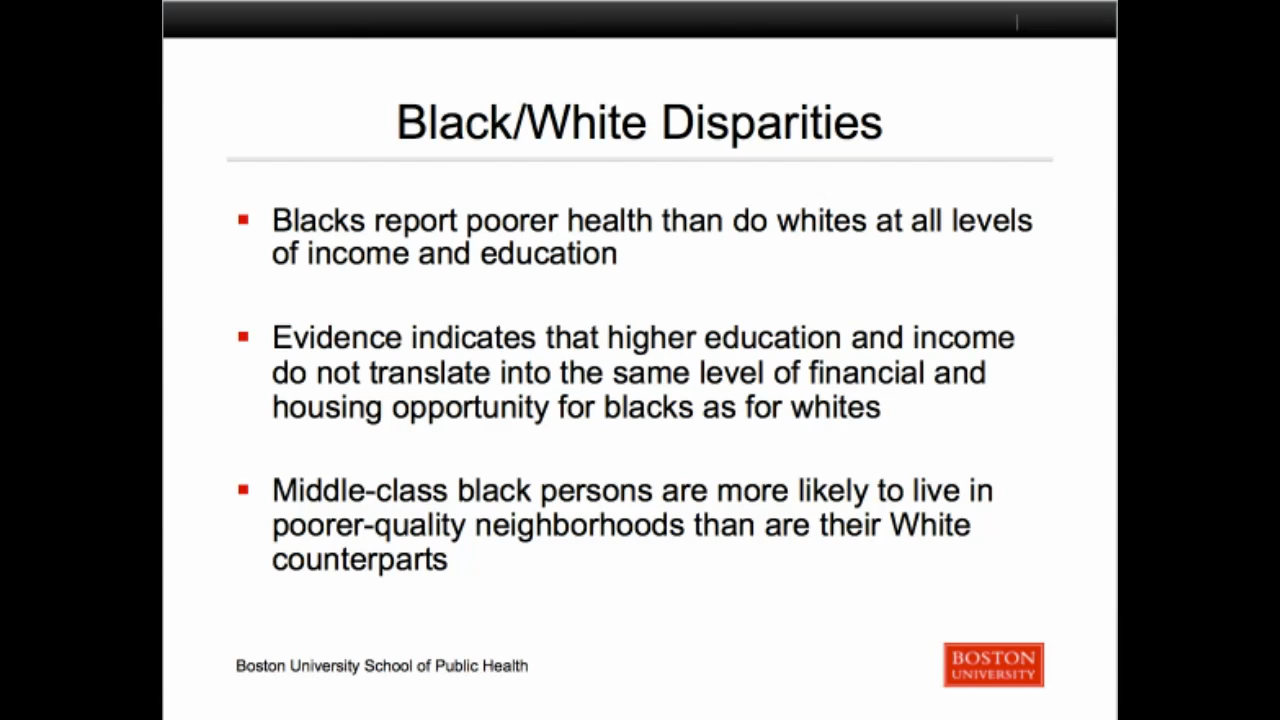 Black/White Disparities
Blacks report poorer health than do whites at all levels
of income and education
Evidence indicates that higher education and income
do not translate into the same level of financial and
housing opportunity for blacks as for whites
Middle-class black persons are more likely to live in
poorer-quality neighborhoods than are their White
counterparts
Boston University School of Public Health
BOSTON
UNIVERSITY